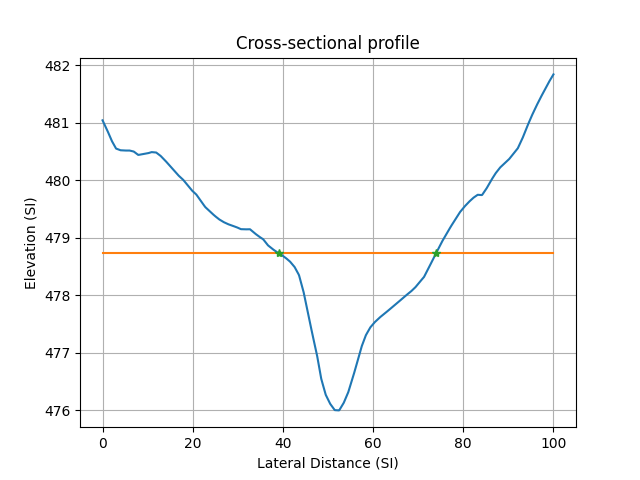 Cross-sectional profile
482
481
480
479
478
477
476
Elevation (SI)
0 20 40 60 80 100
Lateral Distance (SI)